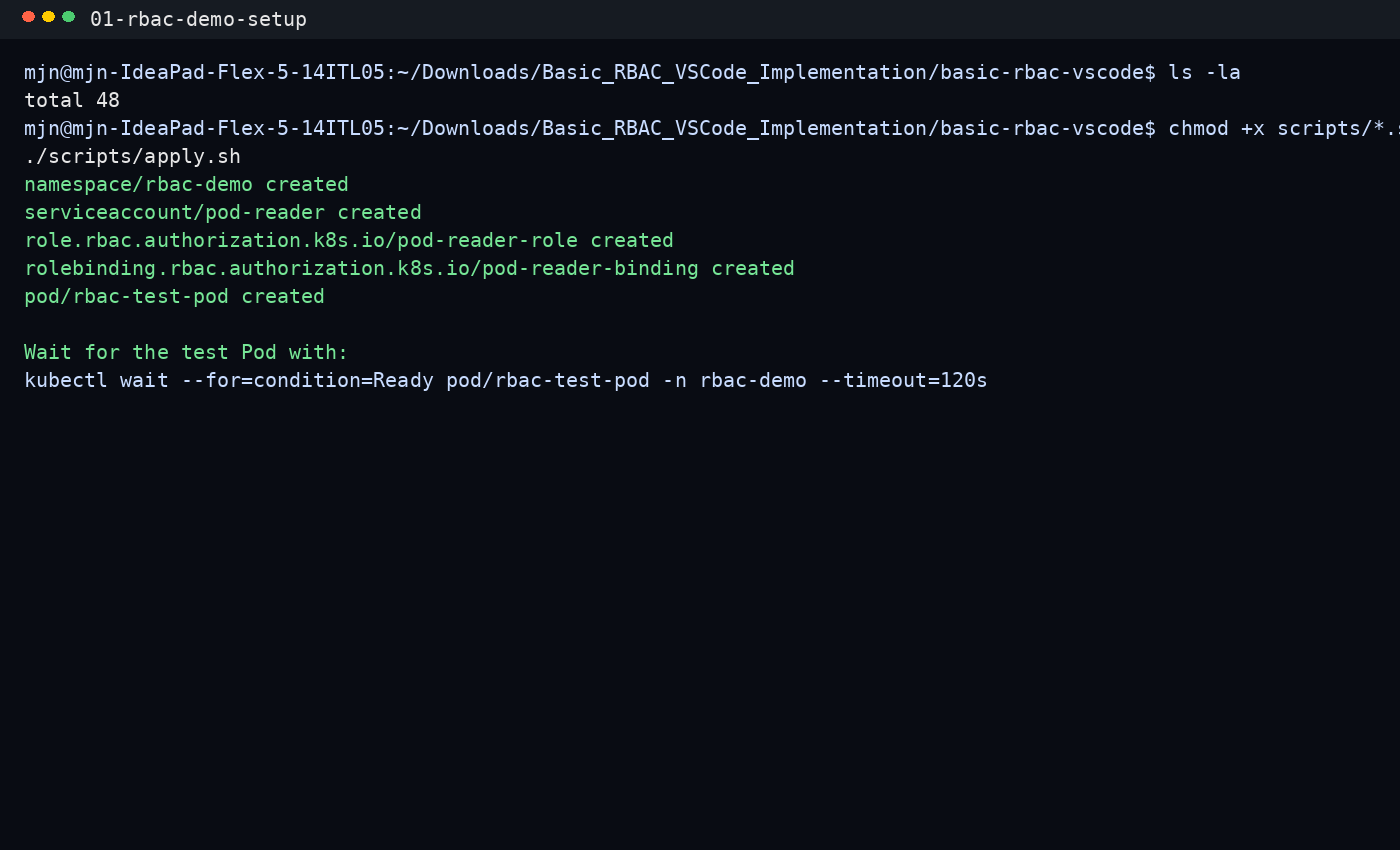 01-rbac-demo-setup
mjn@mjn-IdeaPad-Flex-5-14ITL05:~/Downloads/Basic_RBAC_VSCode_Implementation/basic-rbac-vscode$ ls -la
total 48
mjn@mjn-IdeaPad-Flex-5-14ITL05:~/Downloads/Basic_RBAC_VSCode_Implementation/basic-rbac-vscode$ chmod +x scripts/*.s
./scripts/apply.sh
namespace/rbac-demo created
serviceaccount/pod-reader created
role.rbac.authorization.k8s.io/pod-reader-role created
rolebinding.rbac.authorization.k8s.io/pod-reader-binding created
pod/rbac-test-pod created
Wait for the test Pod with:
kubectl wait --for=condition=Ready pod/rbac-test-pod -n rbac-demo --timeout=120s